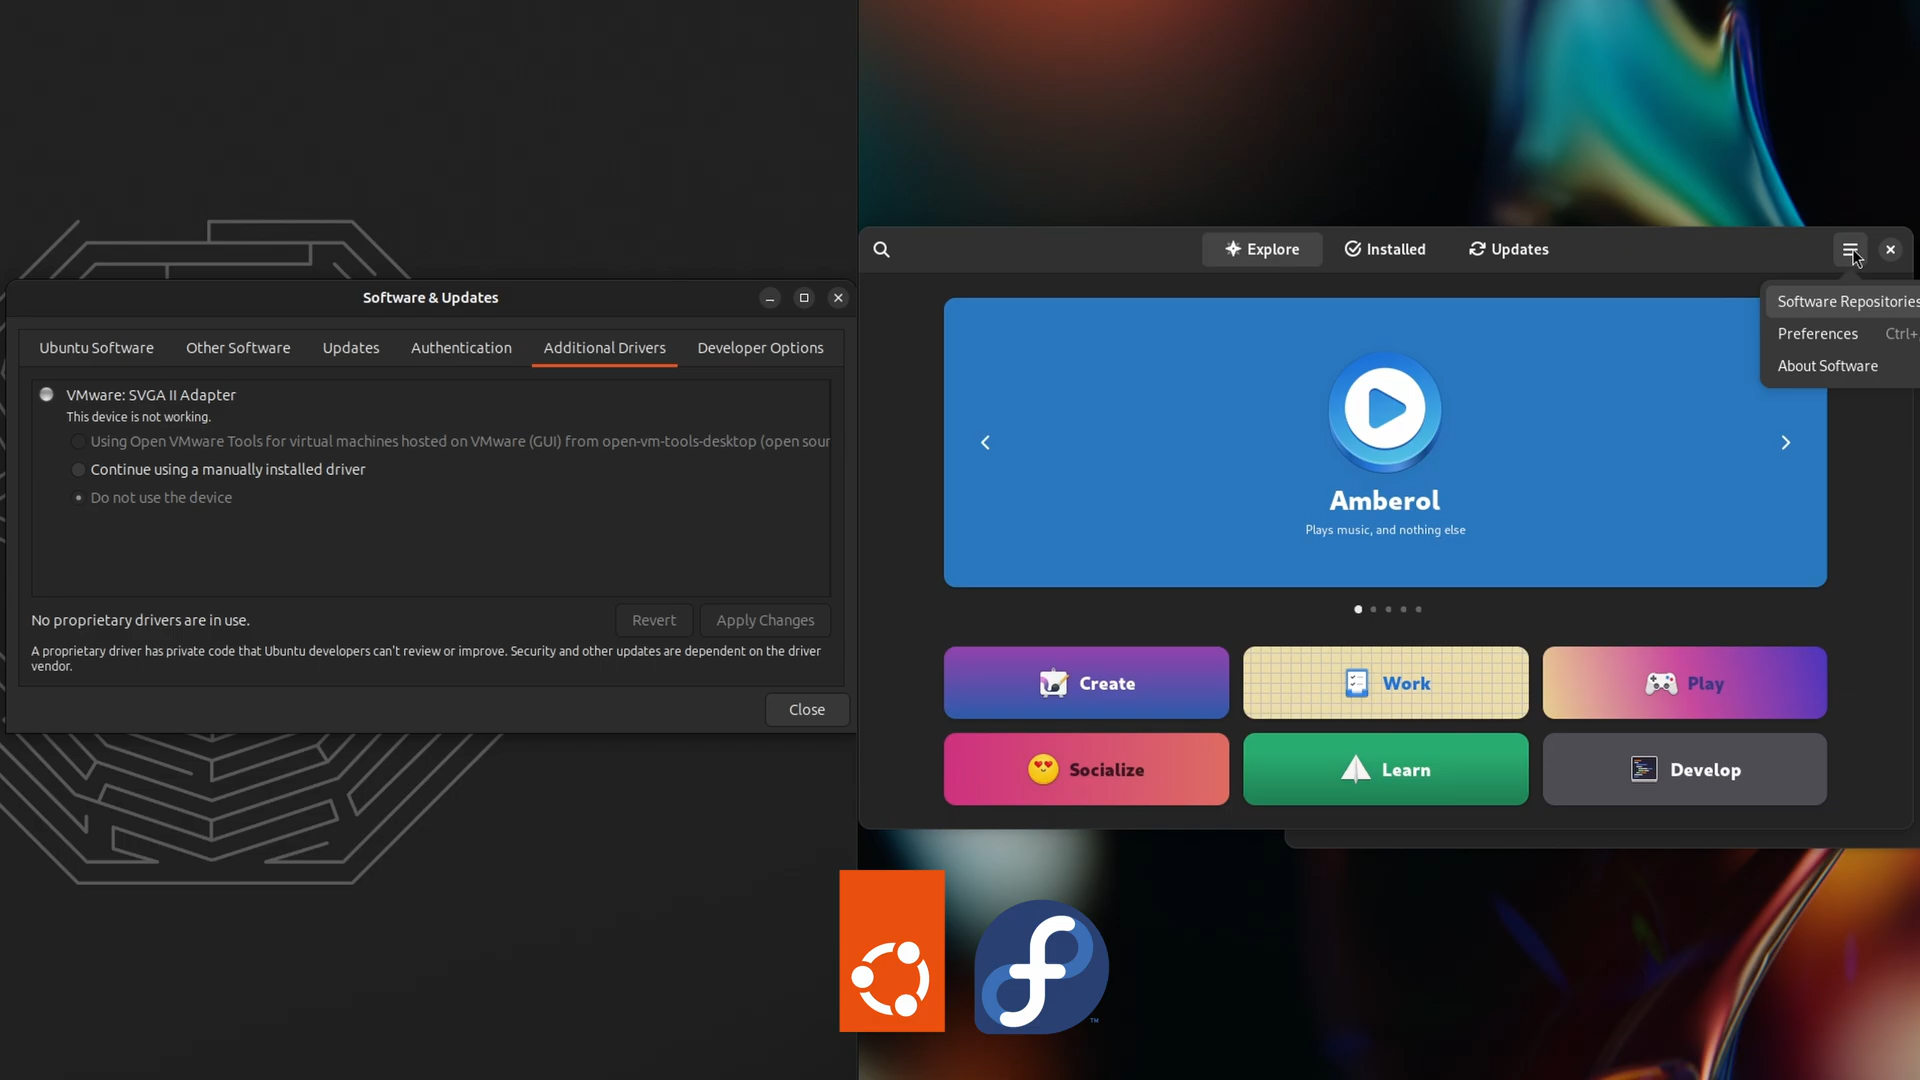 Software & Updates
Ubuntu Software
Other Software
Updates
Authentication
Additional Drivers
Developer Options
VMware: SVGA II Adapter
This device is not working.
Using Open VMware Tools for virtual machines hosted on VMware (GUI) from open-vm-tools-desktop (open sour
Continue using a manually installed driver
Do not use the device
No proprietary drivers are in use.
Revert
Apply Changes
A proprietary driver has private code that Ubuntu developers can't review or improve. Security and other updates are dependent on the driver
vendor.
Close
Explore
Installed
Updates
Software Repositories
Preferences Ctrl+,
About Software
Amberol
Plays music, and nothing else
Create
Work
Play
Socialize
Learn
Develop
TM